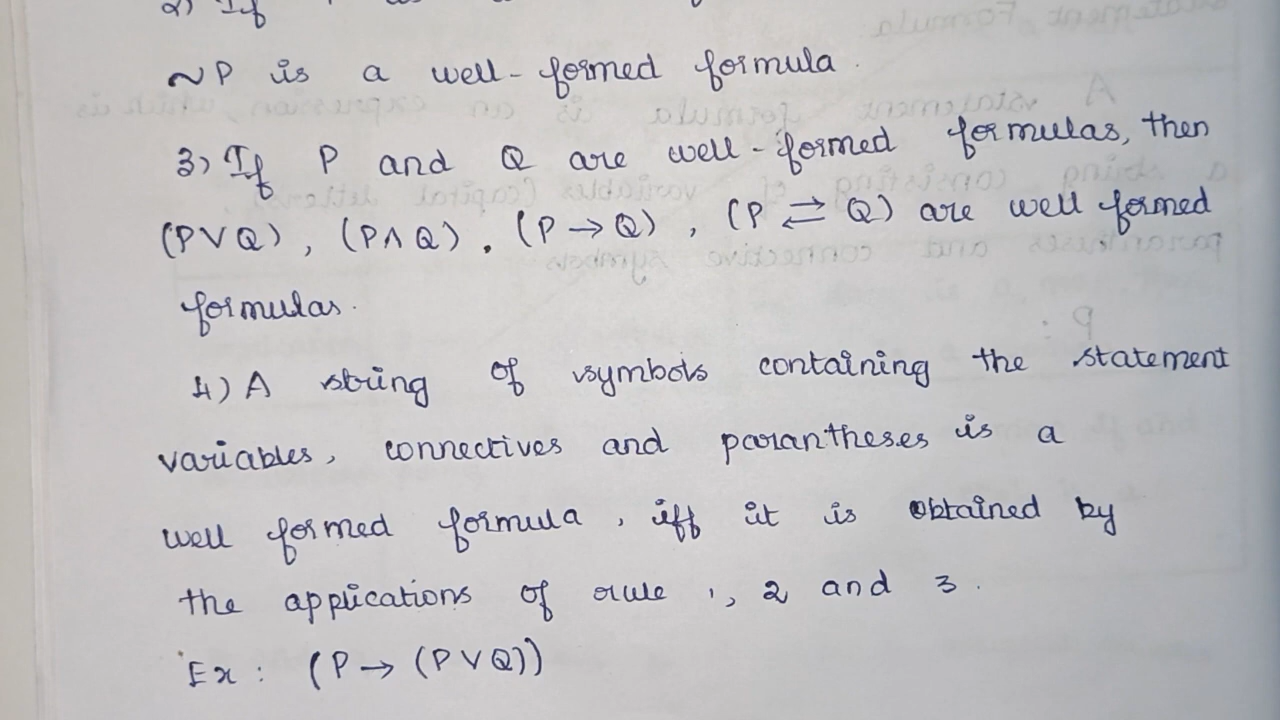 2) If P
~P is a well-formed formula.
3) If P and Q are well-formed formulas, then
(P∨Q), (P∧Q), (P→Q), (P⇄Q) are well formed
formulas.
4) A string of symbols containing the statement
variables, connectives and parantheses is a
well formed formula, iff it is obtained by
the applications of rule 1, 2 and 3.
Ex: (P→(P∨Q))